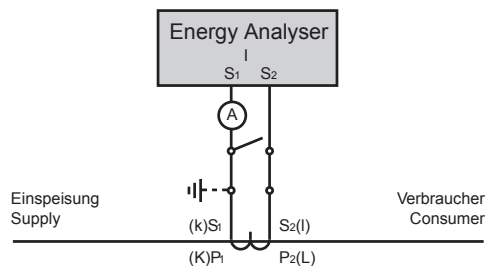 Energy Analyser
I
S1 S2
A
Einspeisung
Supply
Verbraucher
Consumer
(k)S1 S2(l)
(K)P1 P2(L)